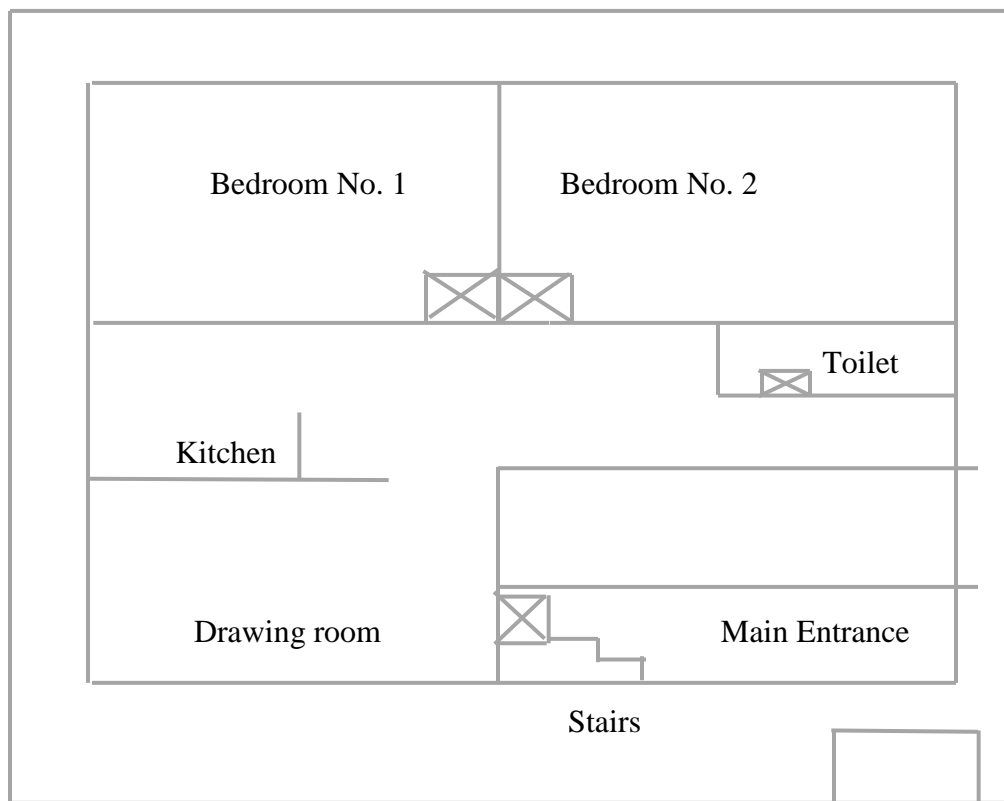 Bedroom No. 1
Bedroom No. 2
Toilet
Kitchen
Drawing room
Main Entrance
Stairs